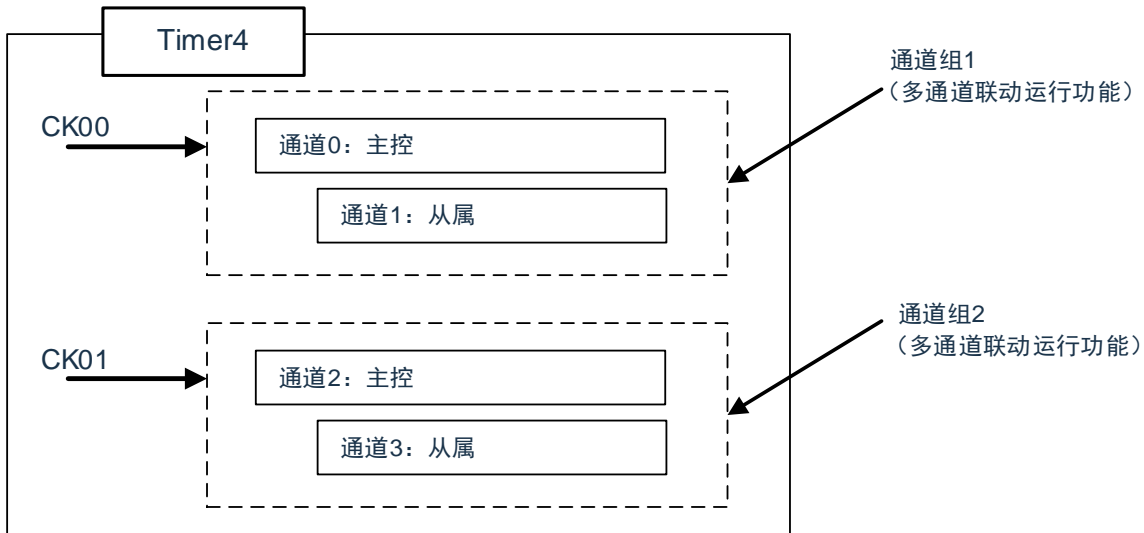 Timer4
通道组1
（多通道联动运行功能）
CK00
通道0：主控
通道1：从属
通道组2
（多通道联动运行功能）
CK01
通道2：主控
通道3：从属